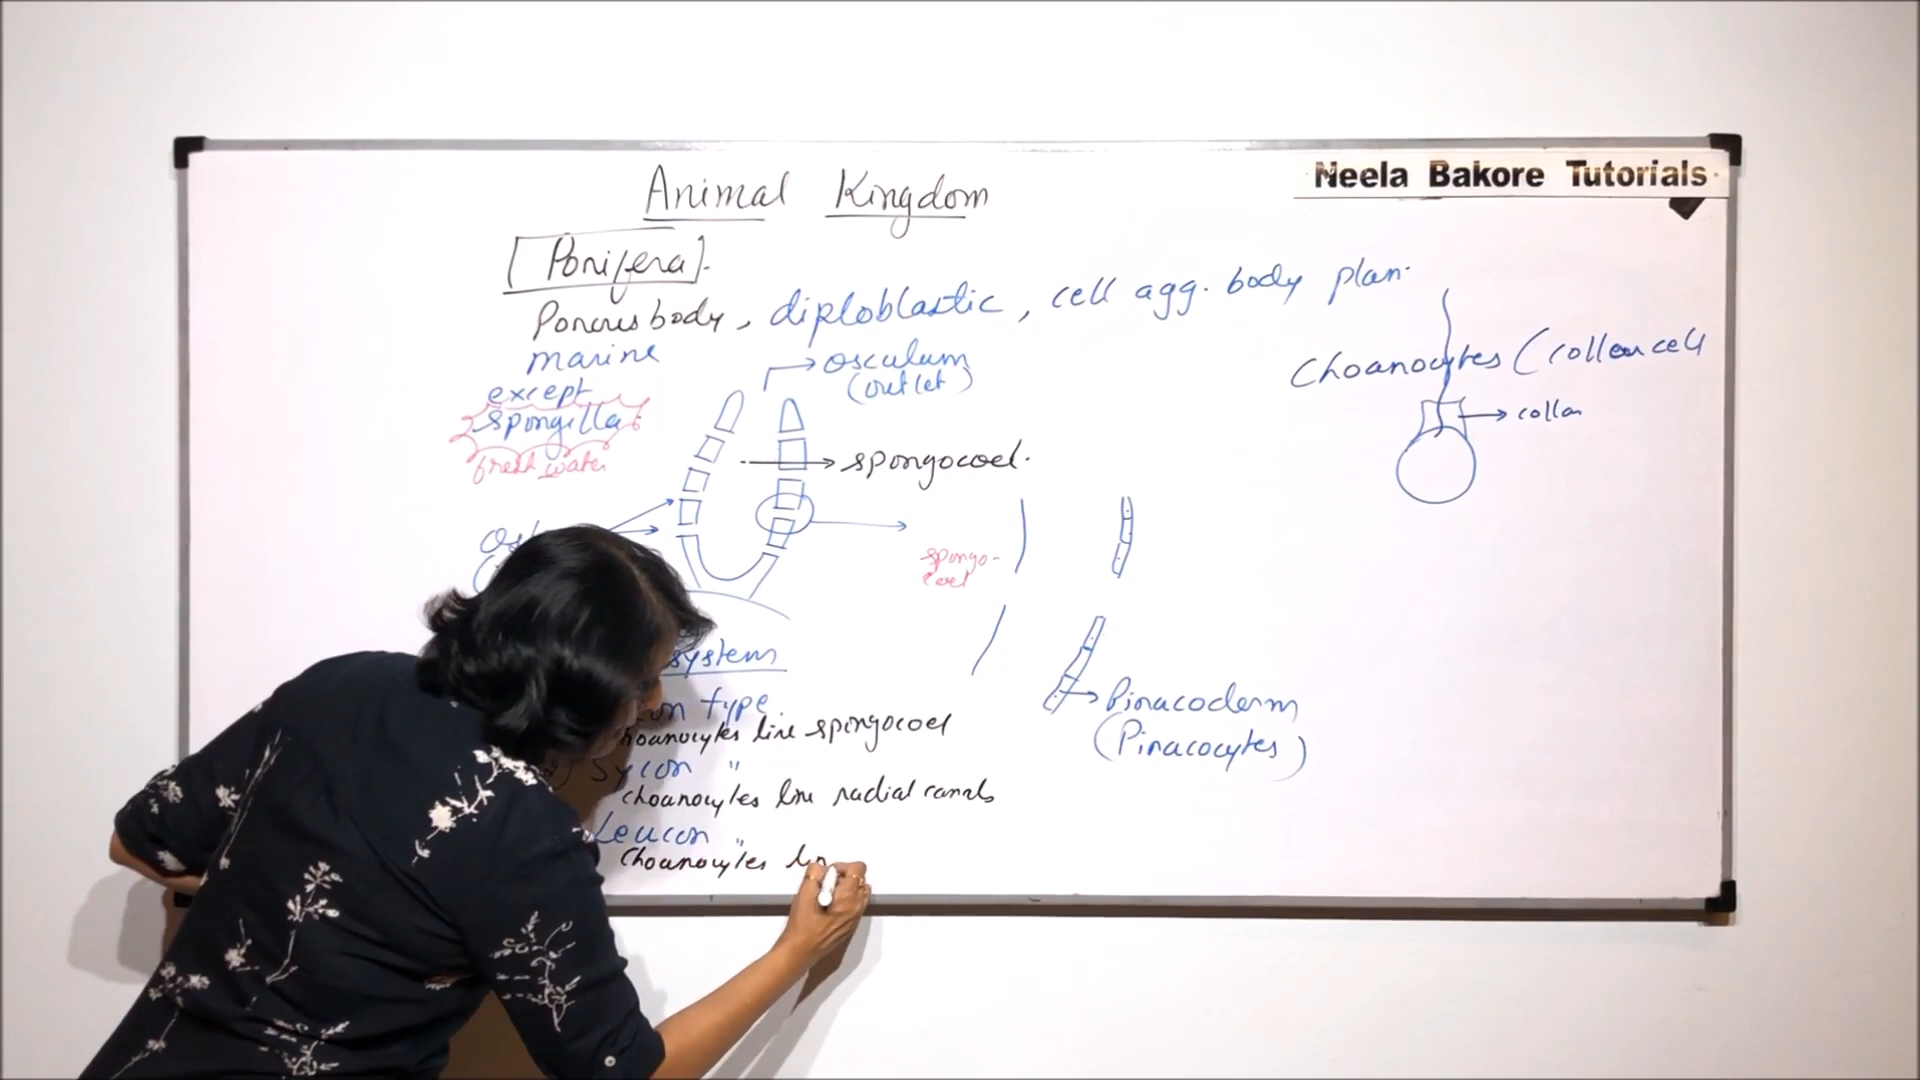 Neela Bakore Tutorials
Animal Kingdom
[Porifera].
Porous body, diploblastic, cell agg. body plan.
marine
except
spongilla
fresh water
osculum
(outlet)
spongocoel.
spongo-
coel
system
type
choanocytes line spongocoel
2) Sycon "
choanocytes line radial canals
Leucon "
choanocytes lin
Pinacoderm
(Pinacocytes)
Choanocytes (collar cell
collar